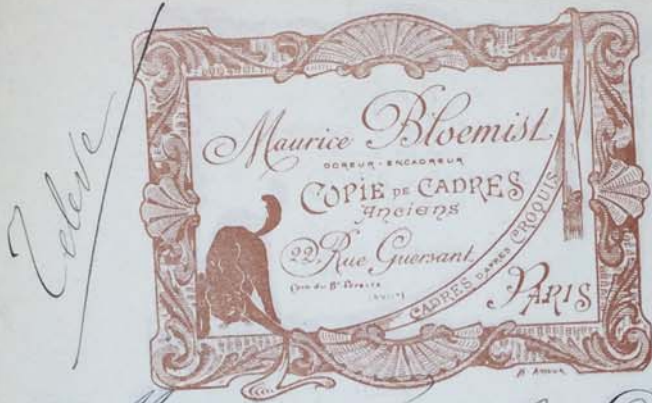 Maurice Bloemist
DOREUR - ENCADREUR
COPIE DE CADRES
Anciens
22, Rue Guersant
CADRES D'APRÈS CROQUIS
PARIS